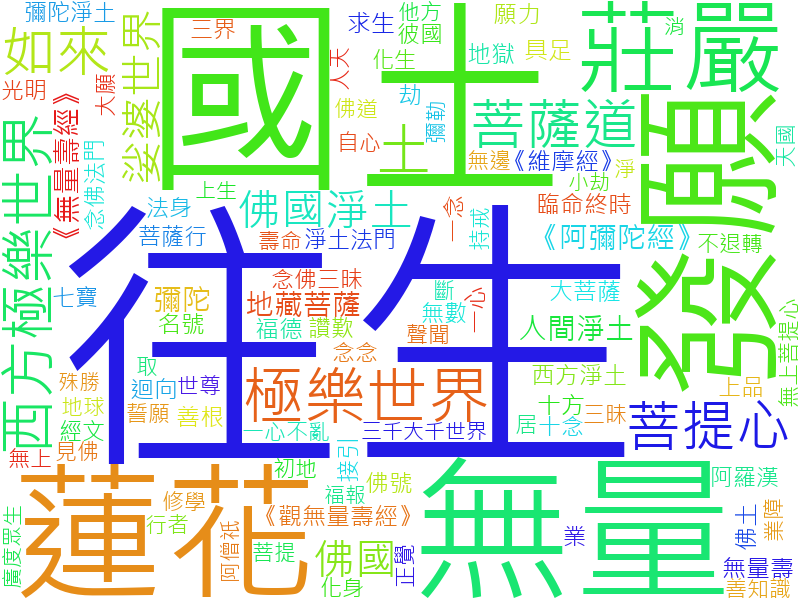 彌陀淨土
三界
求生
他方
彼國
願力
具足
消
如來
娑婆世界
國土
化生
地獄
莊嚴
光明
大願
人天
佛道
劫
彌勒
菩薩道
《無量壽經》
念佛法門
自心
土
無邊
《維摩經》
淨
天國
發願
上生
小劫
法身
佛國淨土
一念
持戒
臨命終時
西方極樂世界
菩薩行
壽命
淨土法門
《阿彌陀經》
不退轉
往生
念佛三昧
斷
大菩薩
七寶
彌陀
地藏菩薩
無數
一心
名號
福德
讚歎
聲聞
人間淨土
無上菩提心
取
念念
殊勝
迴向
世尊
極樂世界
西方淨土
上品
地球
誓願
善根
十方
三昧
菩提心
經文
一心不亂
三千大千世界
居
十念
無上
見佛
初地
接引
蓮花
無量
修學
福報
佛號
阿羅漢
廣度眾生
行者
《觀無量壽經》
佛土
業障
阿僧祇
菩提
佛國
正覺
業
無量壽
化身
善知識